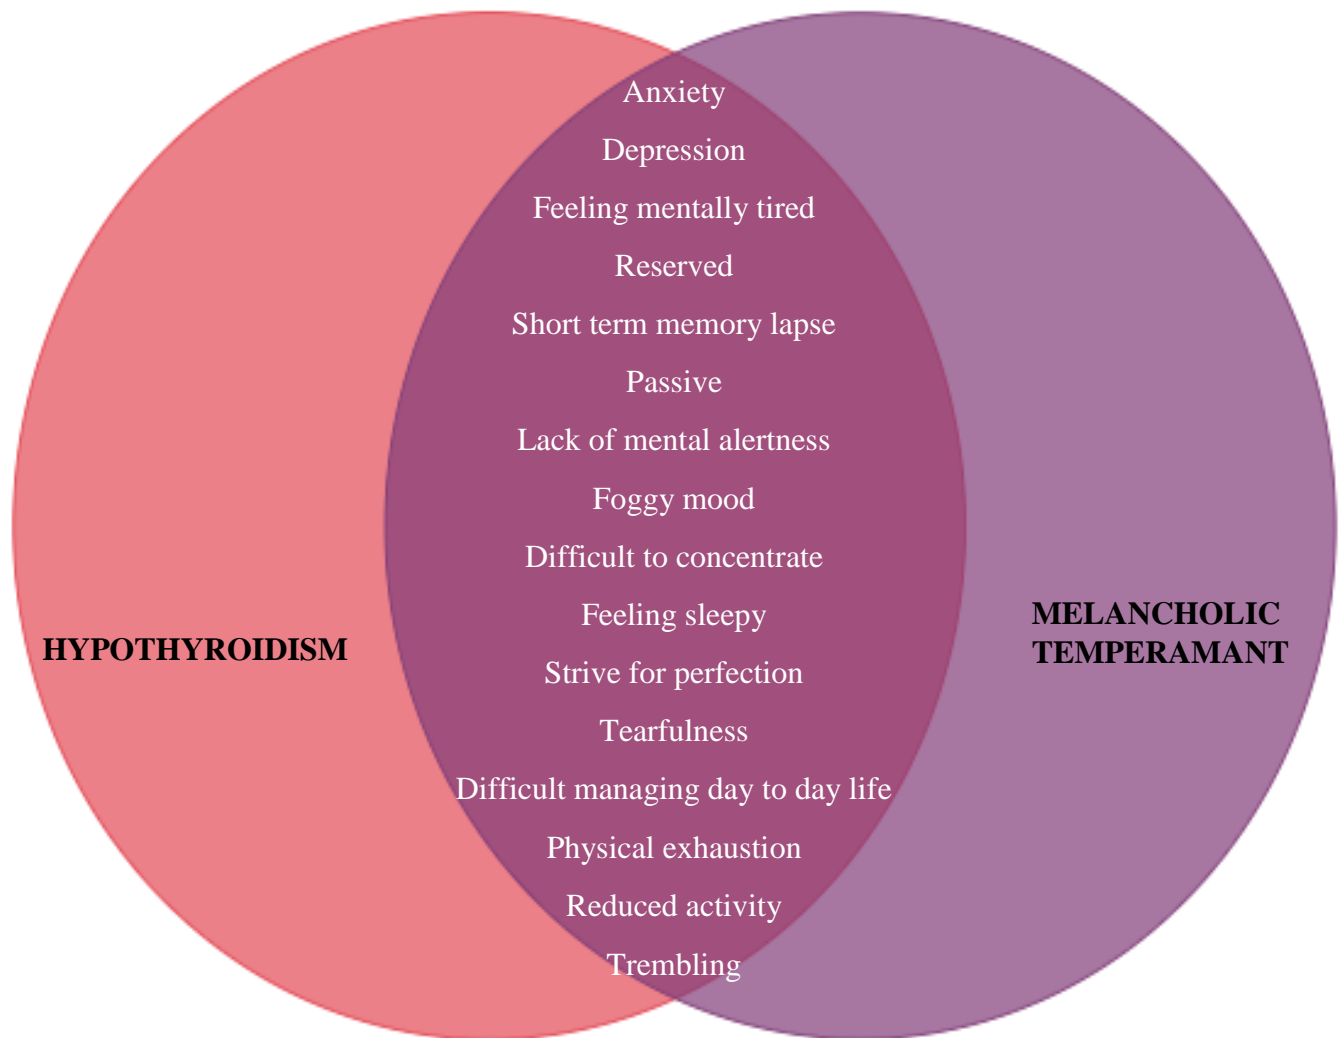 Anxiety
Depression
Feeling mentally tired
Reserved
Short term memory lapse
Passive
Lack of mental alertness
Foggy mood
Difficult to concentrate
Feeling sleepy
Strive for perfection
Tearfulness
Difficult managing day to day life
Physical exhaustion
Reduced activity
Trembling
HYPOTHYROIDISM
MELANCHOLIC
TEMPERAMANT